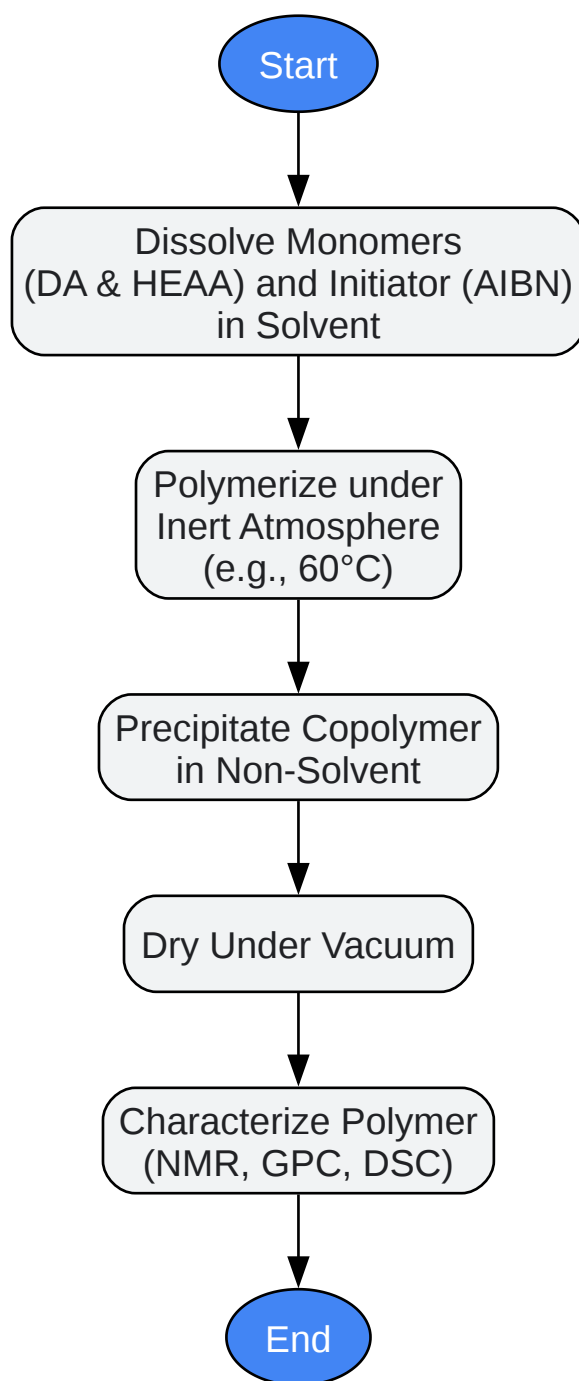 Start
Dissolve Monomers
(DA & HEAA) and Initiator (AIBN)
in Solvent
Polymerize under
Inert Atmosphere
(e.g., 60°C)
Precipitate Copolymer
in Non-Solvent
Dry Under Vacuum
Characterize Polymer
(NMR, GPC, DSC)
End